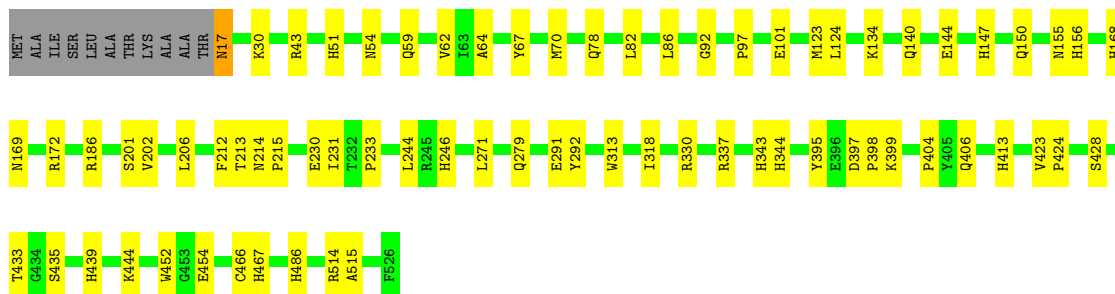 MET ALA ILE SER LEU ALA THR LYS ALA ALA THR N17 K30 R43 H51 N54 Q59 V62 I63 A64 Y67 M70 Q78 L82 L86 G92 P97 E101 M123 L124 K134 Q140 E144 H147 Q150 N155 H156 H168
N169 R172 R186 S201 V202 L206 F212 T213 N214 P215 E230 I231 T232 P233 L244 R245 H246 L271 Q279 E291 Y292 W313 I318 R330 R337 H343 H344 Y395 E396 D397 P398 K399 P404 Y405 Q406 H413 V423 P424 S428
T433 G434 S435 H439 K444 W452 G453 E454 C466 H467 H486 R514 A515 F526